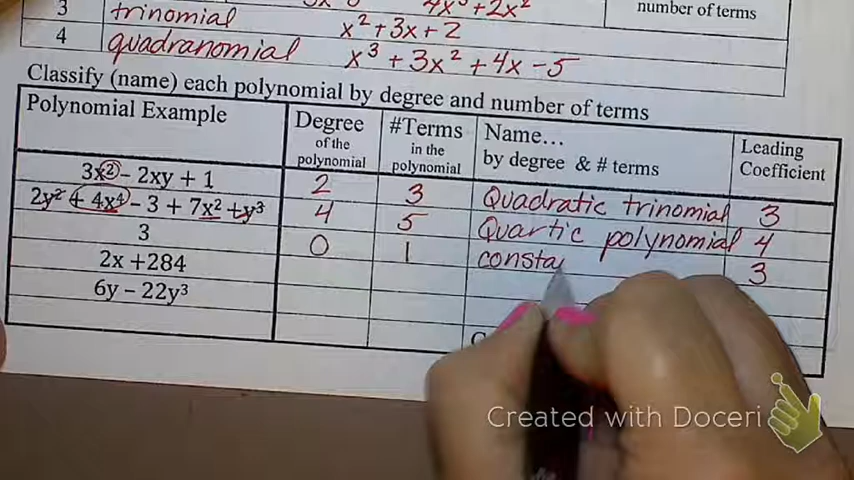 4x³ + 2x²
number of terms
3 trinomial x² + 3x + 2
4 quadranomial x³ + 3x² + 4x - 5
Classify (name) each polynomial by degree and number of terms
Polynomial Example Degree of the polynomial #Terms in the polynomial Name... by degree & # terms Leading Coefficient
3x² - 2xy + 1 2 3 Quadratic trinomial 3
2y² + 4x⁴ - 3 + 7x² + y³ 4 5 Quartic polynomial 4
3 0 1 consta 3
2x +284
6y – 22y³
Created with Doceri